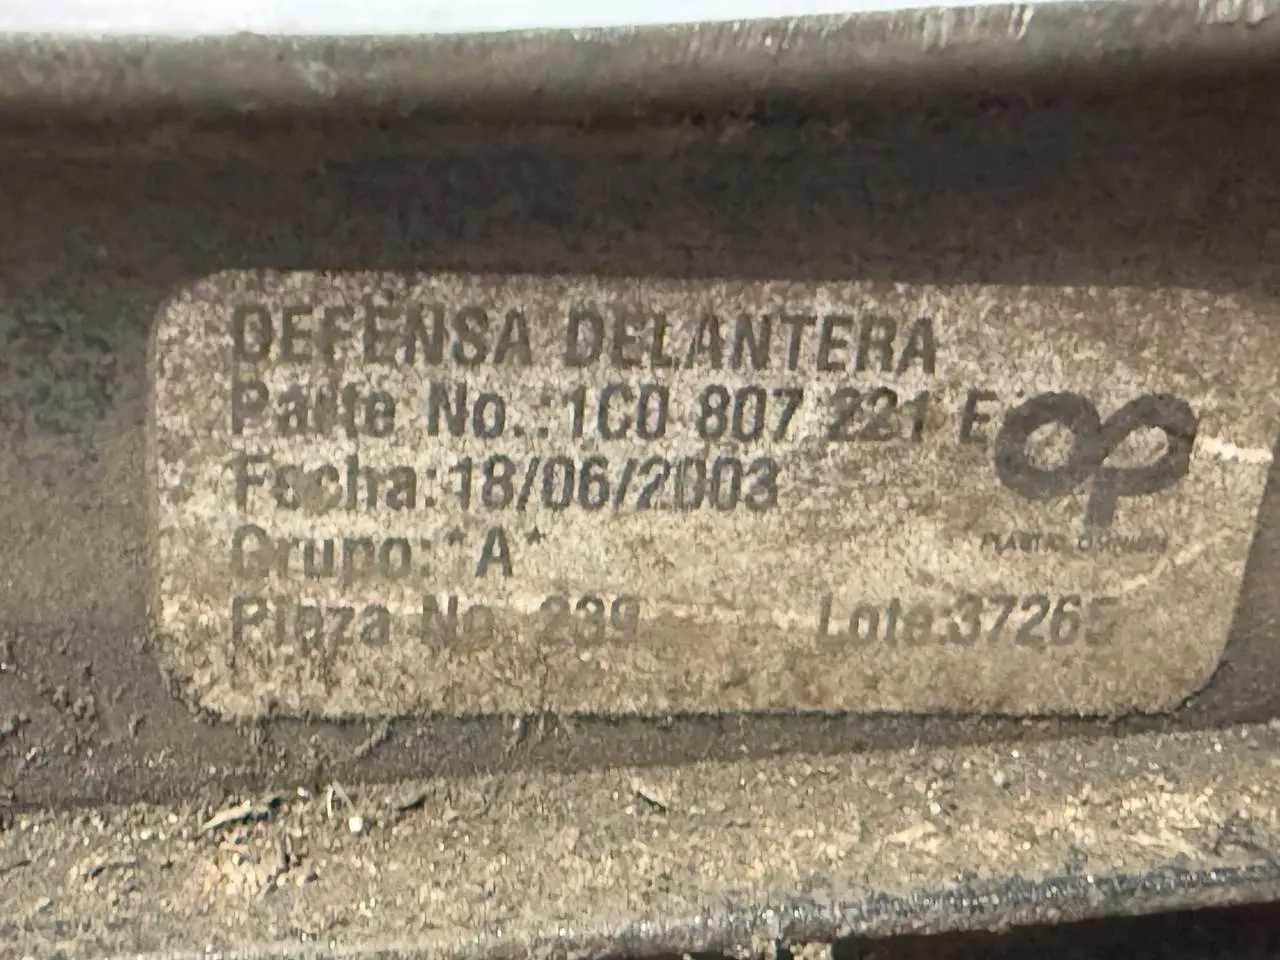 DEFENSA DELANTERA
Parte No.:1C0 807 221 E
Fecha:18/06/2003
Grupo:"A"
Pieza No. 239 Lote:37265